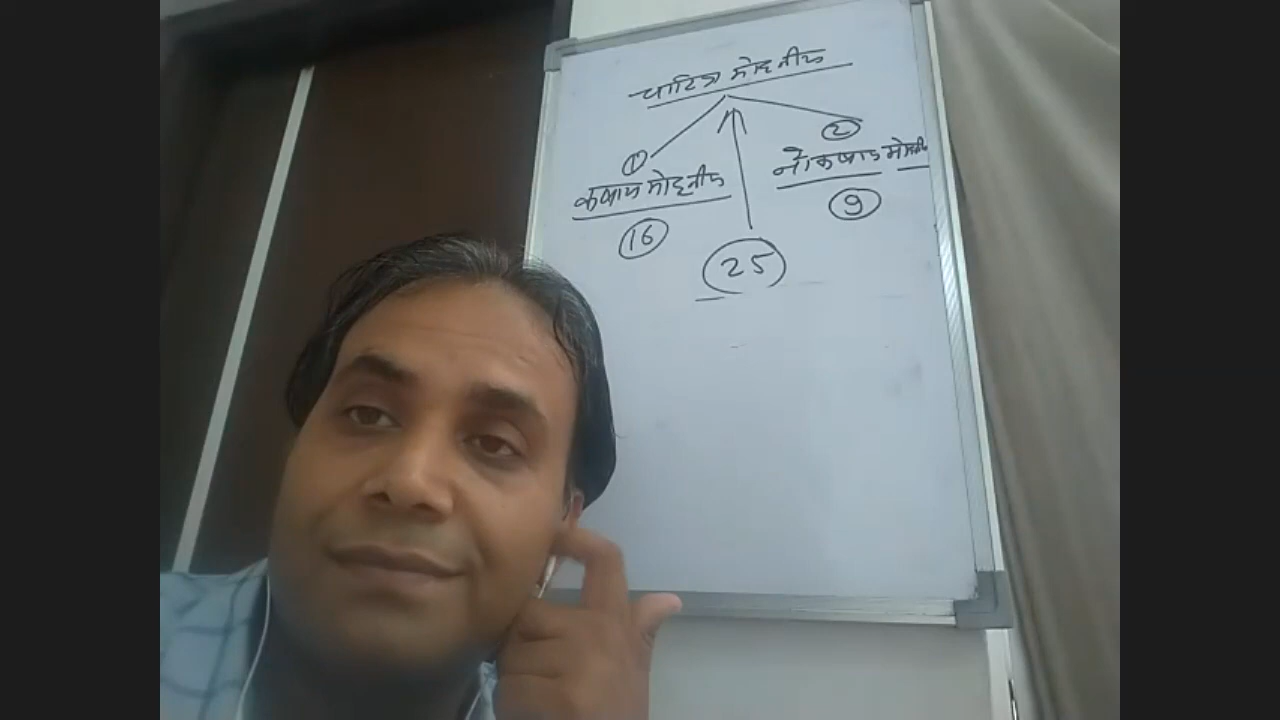 चारित्र मोहनीय
② 
① नोकषाय मोहनीय
कषाय मोहनीय ⑨
⑯
㉕